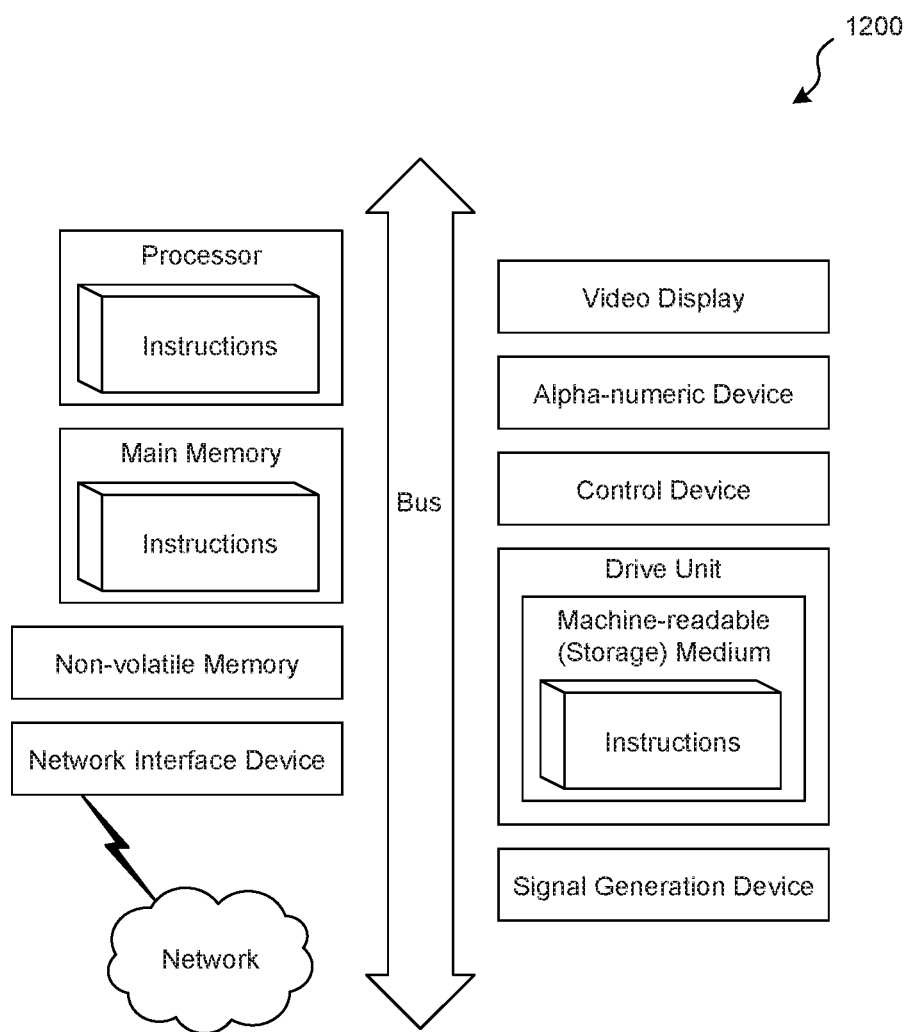 1200
Processor
Instructions
Main Memory
Instructions
Non-volatile Memory
Network Interface Device
Network
Bus
Video Display
Alpha-numeric Device
Control Device
Drive Unit
Machine-readable
(Storage) Medium
Instructions
Signal Generation Device